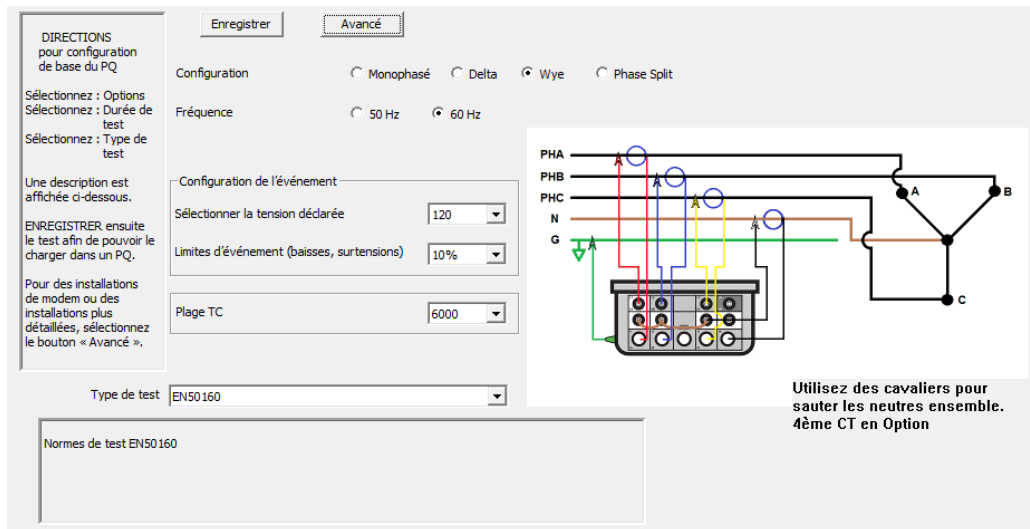 DIRECTIONS
pour configuration
de base du PQ
Sélectionnez : Options
Sélectionnez : Durée de
test
Sélectionnez : Type de
test
Une description est
affichée ci-dessous.
ENREGISTRER ensuite
le test afin de pouvoir le
charger dans un PQ.
Pour des installations
de modem ou des
installations plus
détaillées, sélectionnez
le bouton « Avancé ».
Enregistrer Avancé
Configuration Monophasé Delta Wye Phase Split
Fréquence 50 Hz 60 Hz
Configuration de l'événement
Sélectionner la tension déclarée 120
Limites d'événement (baisses, surtensions) 10%
Plage TC 6000
Type de test EN50160
Normes de test EN50160
PHA
PHB
PHC
N
G
A
B
C
Utilisez des cavaliers pour
sauter les neutres ensemble.
4ème CT en Option